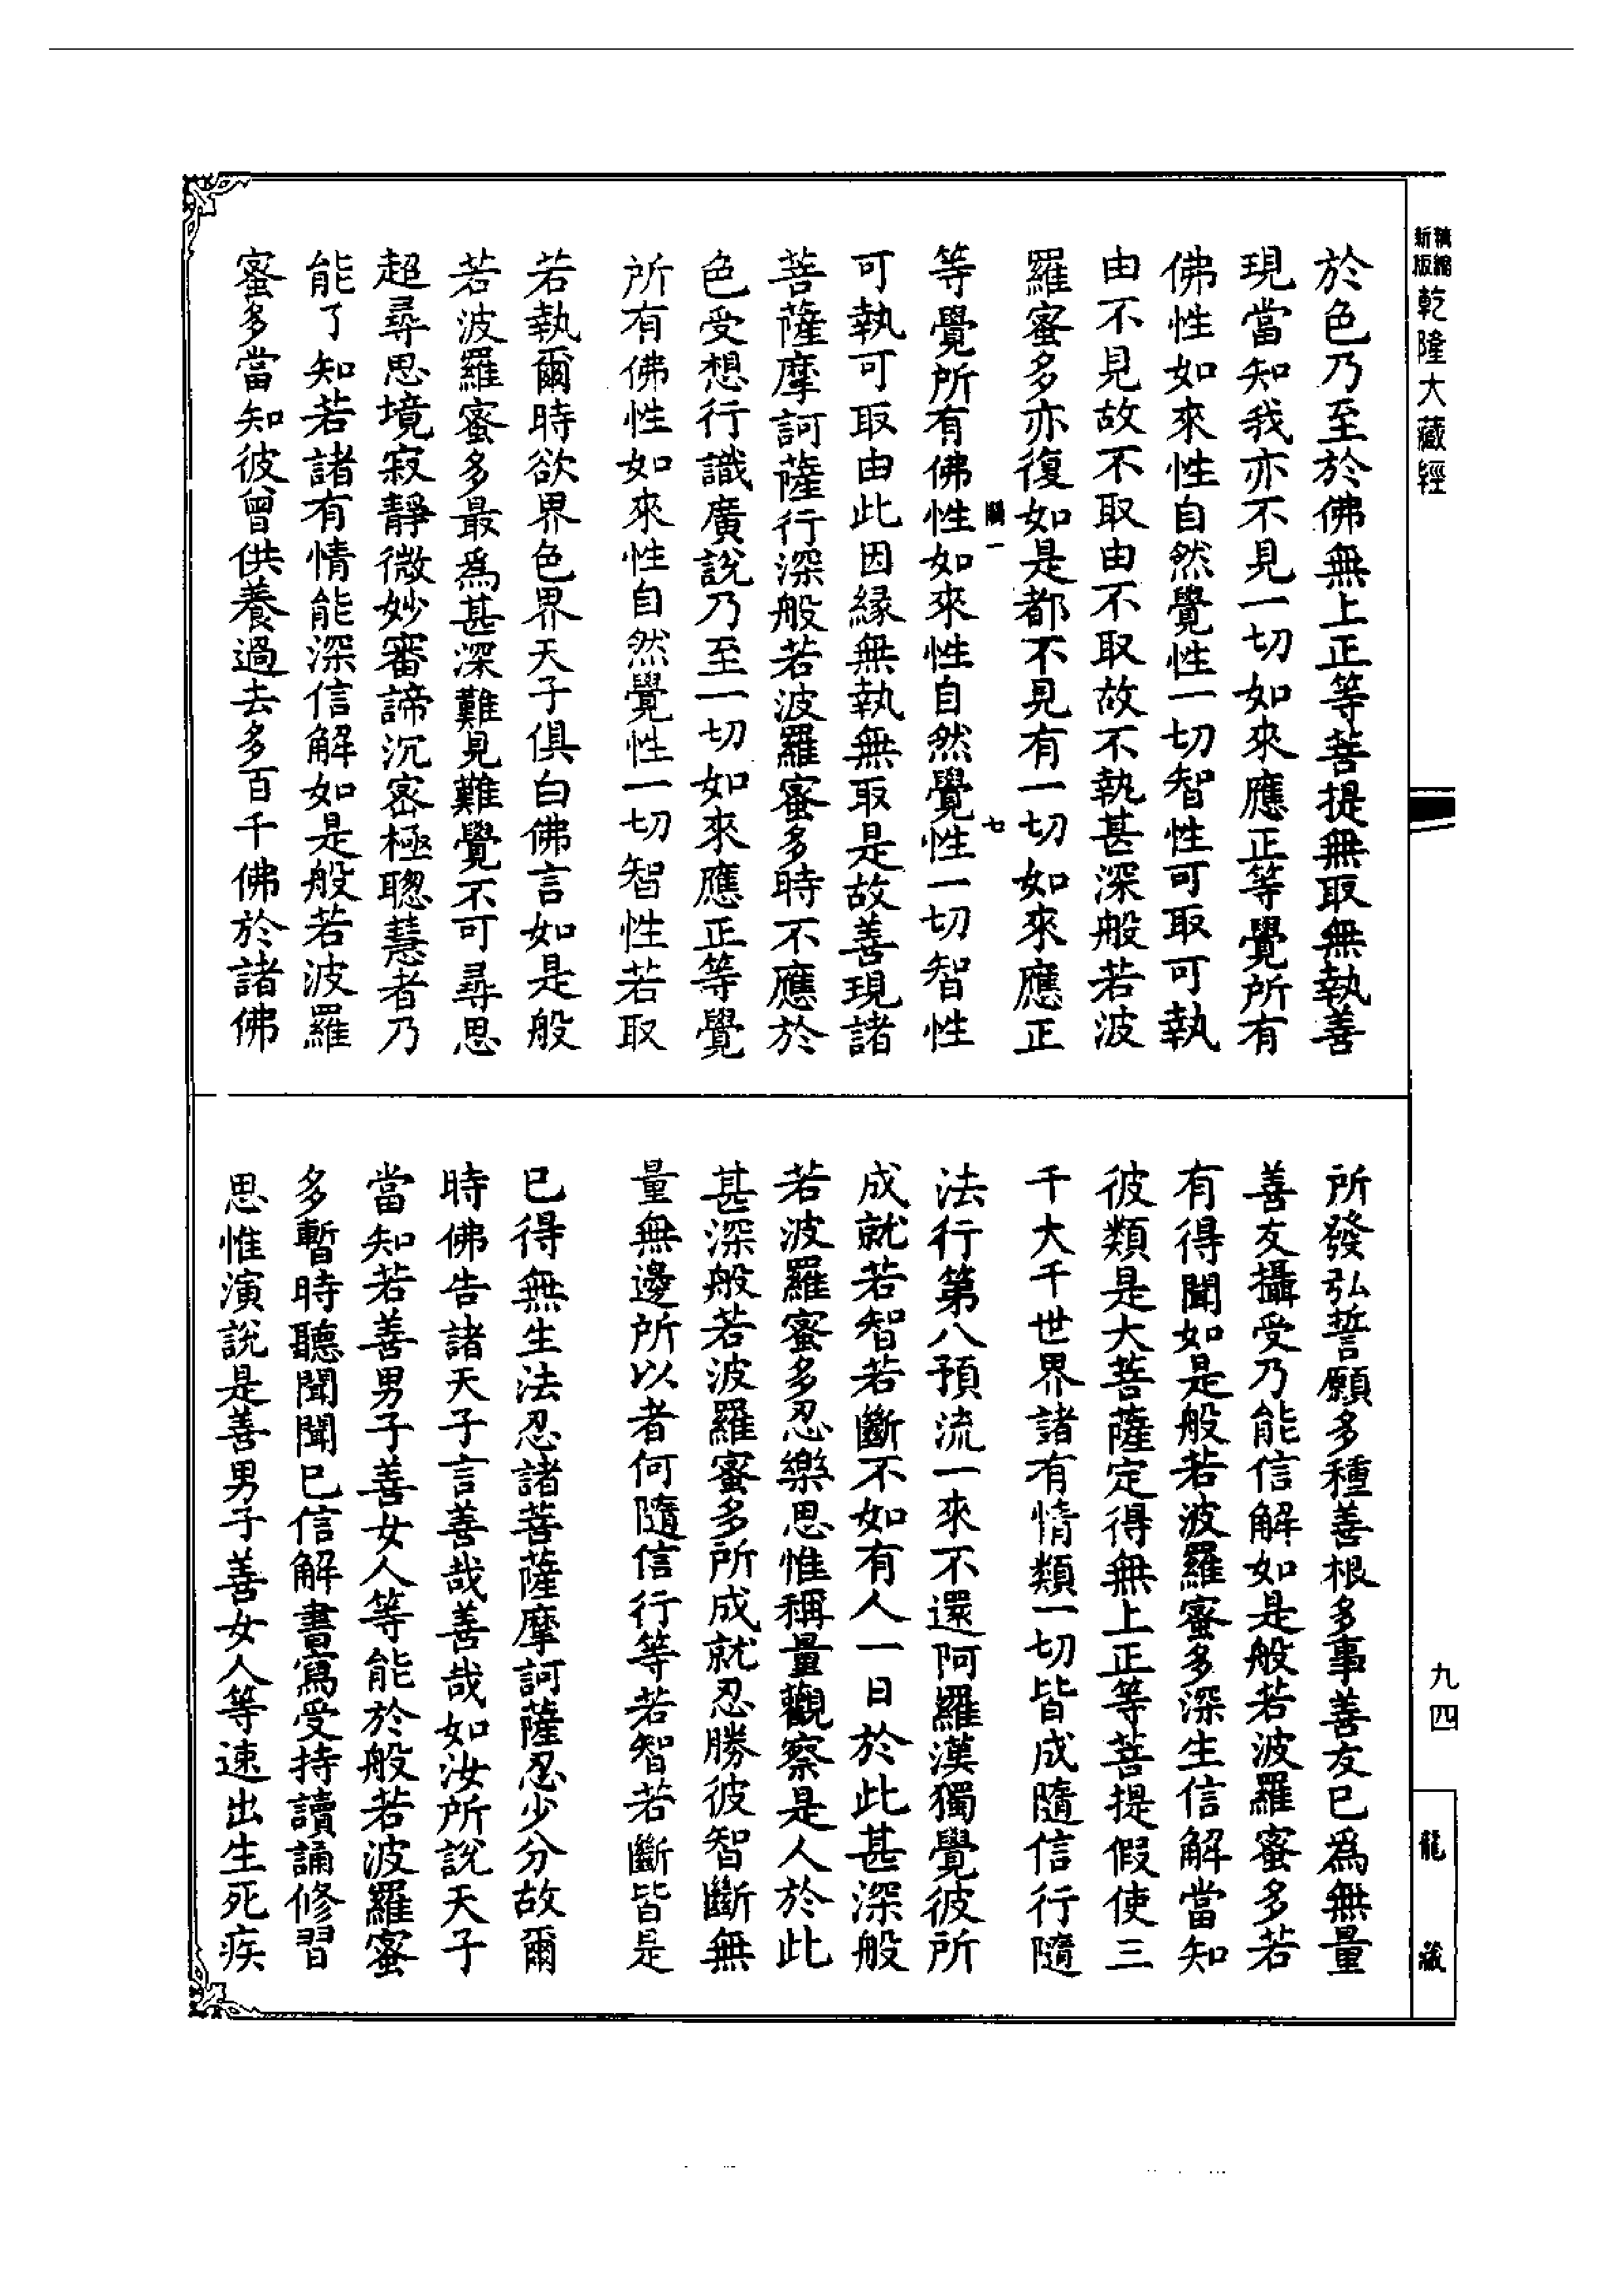 新版精縮乾隆大藏經
於色乃至於佛無上正等菩提無取無執善
現當知我亦不見一切如來應正等覺所有
佛性如來性自然覺性一切智性可取可執
由不見故不取由不取故不執甚深般若波
羅蜜多亦復如是都不見有一切如來應正
一 七
等覺所有佛性如來性自然覺性一切智性
可執可取由此因緣無執無取是故善現諸
菩薩摩訶薩行深般若波羅蜜多時不應於
色受想行識廣說乃至一切如來應正等覺
所有佛性如來性自然覺性一切智性若取
若執爾時欲界色界天子俱白佛言如是般
若波羅蜜多最爲甚深難見難覺不可尋思
超尋思境寂靜微妙審諦沉密極聰慧者乃
能了知若諸有情能深信解如是般若波羅
蜜多當知彼曾供養過去多百千佛於諸佛
所發弘誓願多種善根多事善友已爲無量
善友攝受乃能信解如是般若波羅蜜多若
有得聞如是般若波羅蜜多深生信解當知
彼類是大菩薩定得無上正等菩提假使三
千大千世界諸有情類一切皆成隨信行隨
法行第八預流一來不還阿羅漢獨覺彼所
成就若智若斷不如有人一日於此甚深般
若波羅蜜多忍樂思惟稱量觀察是人於此
甚深般若波羅蜜多所成就忍勝彼智斷無
量無邊所以者何隨信行等若智若斷皆是
已得無生法忍諸菩薩摩訶薩忍少分故爾
時佛告諸天子言善哉善哉如汝所說天子
當知若善男子善女人等能於般若波羅蜜
多暫時聽聞聞已信解書寫受持讀誦修習
思惟演說是善男子善女人等速出生死疾
九四
龍藏